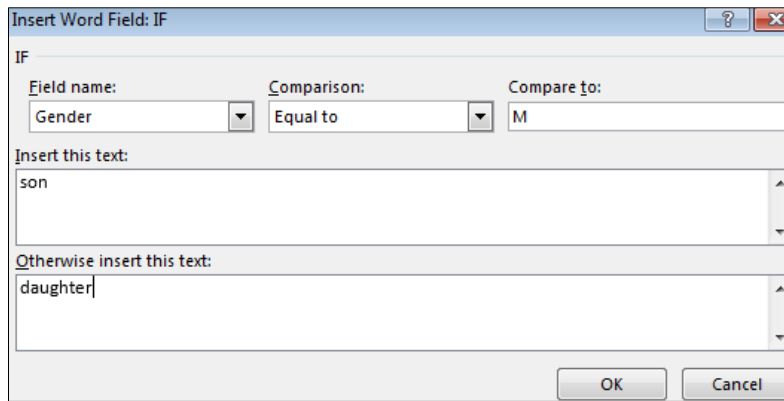 Insert Word Field: IF
IF
Field name: Comparison: Compare to:
Gender Equal to M
Insert this text:
son
Otherwise insert this text:
daughter
OK Cancel